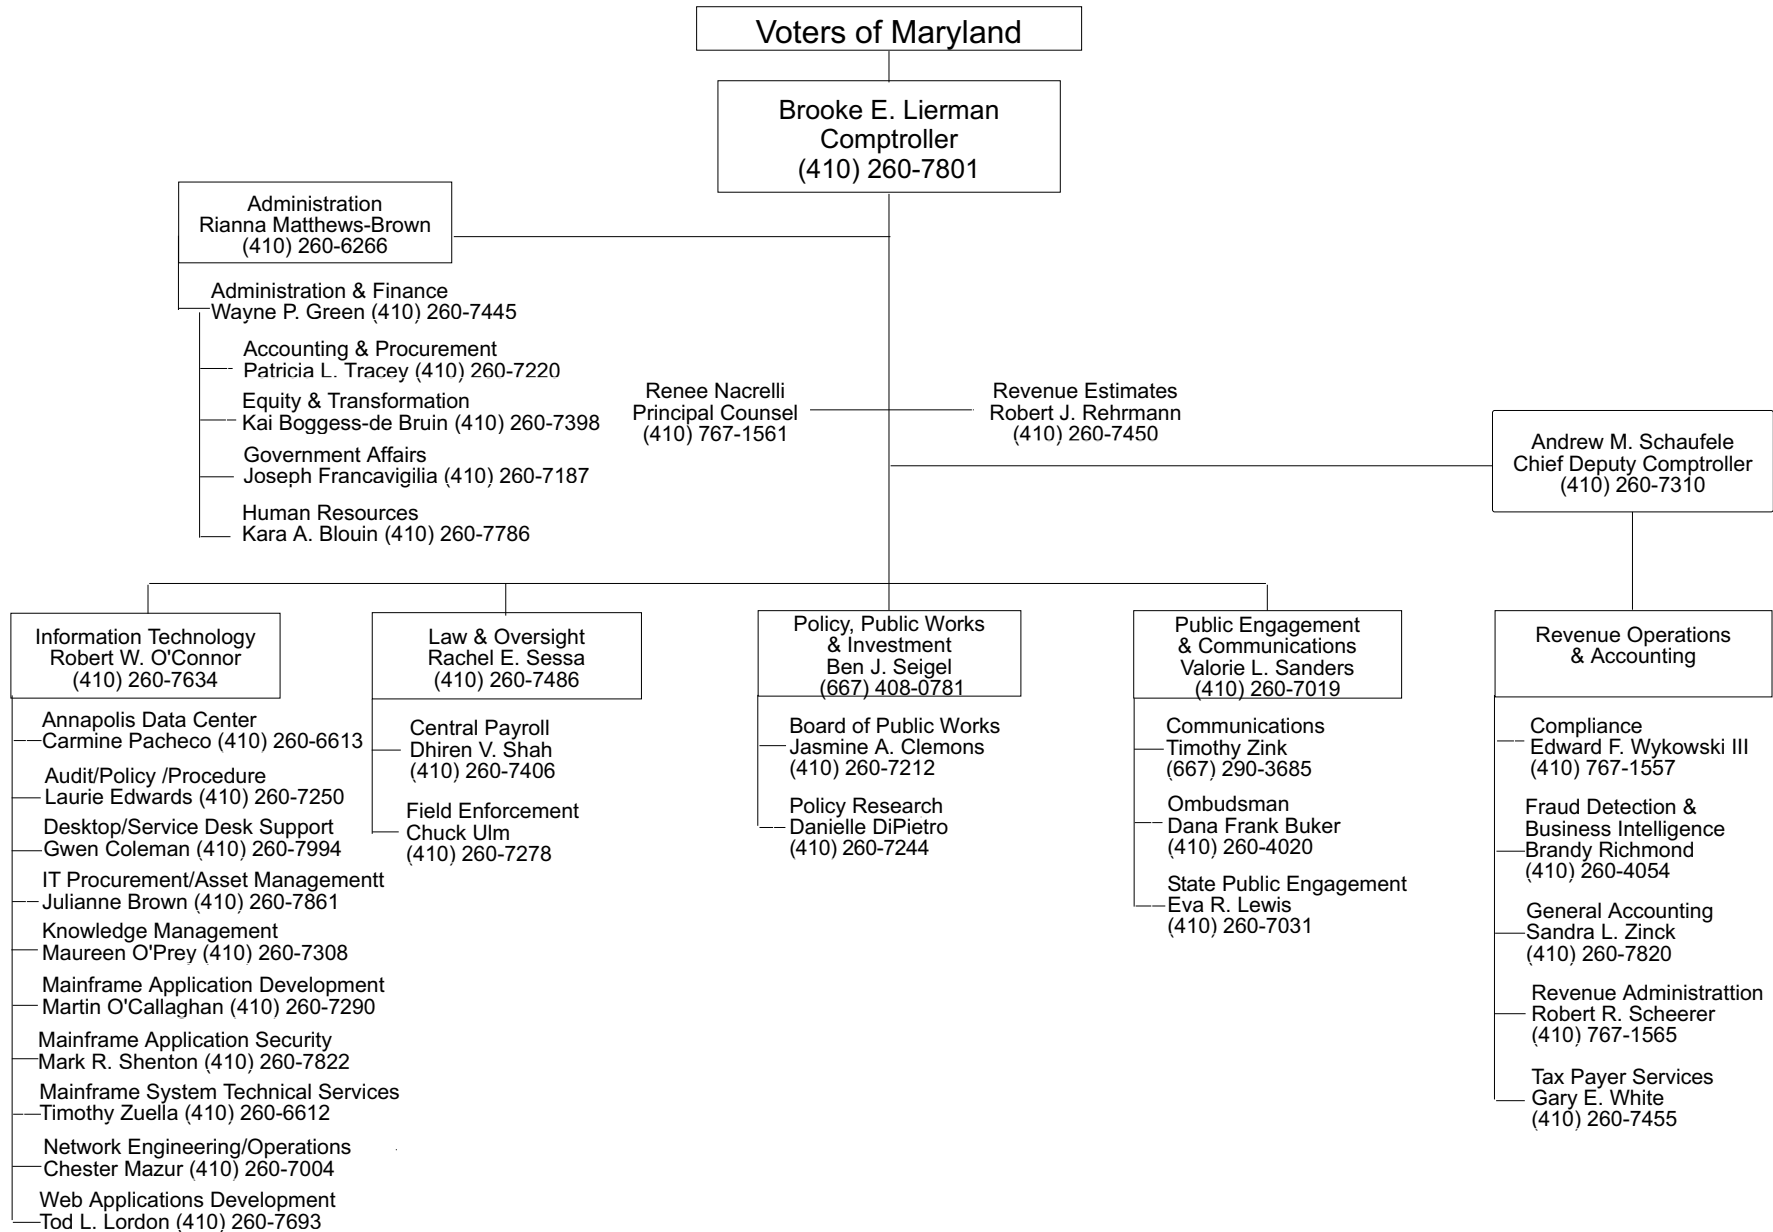 Voters of Maryland
Brooke E. Lierman
Comptroller
(410) 260-7801
Administration
Rianna Matthews-Brown
(410) 260-6266
Administration & Finance
Wayne P. Green (410) 260-7445
Accounting & Procurement
Patricia L. Tracey (410) 260-7220
Equity & Transformation
Kai Boggess-de Bruin (410) 260-7398
Government Affairs
Joseph Francavigilia (410) 260-7187
Human Resources
Kara A. Blouin (410) 260-7786
Renee Nacrelli
Principal Counsel
(410) 767-1561
Revenue Estimates
Robert J. Rehrmann
(410) 260-7450
Andrew M. Schaufele
Chief Deputy Comptroller
(410) 260-7310
Information Technology
Robert W. O'Connor
(410) 260-7634
Annapolis Data Center
Carmine Pacheco (410) 260-6613
Audit/Policy /Procedure
Laurie Edwards (410) 260-7250
Desktop/Service Desk Support
Gwen Coleman (410) 260-7994
IT Procurement/Asset Managementt
Julianne Brown (410) 260-7861
Knowledge Management
Maureen O'Prey (410) 260-7308
Mainframe Application Development
Martin O'Callaghan (410) 260-7290
Mainframe Application Security
Mark R. Shenton (410) 260-7822
Mainframe System Technical Services
Timothy Zuella (410) 260-6612
Network Engineering/Operations
Chester Mazur (410) 260-7004
Web Applications Development
Tod L. Lordon (410) 260-7693
Law & Oversight
Rachel E. Sessa
(410) 260-7486
Central Payroll
Dhiren V. Shah
(410) 260-7406
Field Enforcement
Chuck Ulm
(410) 260-7278
Policy, Public Works
& Investment
Ben J. Seigel
(667) 408-0781
Board of Public Works
Jasmine A. Clemons
(410) 260-7212
Policy Research
Danielle DiPietro
(410) 260-7244
Public Engagement
& Communications
Valorie L. Sanders
(410) 260-7019
Communications
Timothy Zink
(667) 290-3685
Ombudsman
Dana Frank Buker
(410) 260-4020
State Public Engagement
Eva R. Lewis
(410) 260-7031
Revenue Operations
& Accounting
Compliance
Edward F. Wykowski III
(410) 767-1557
Fraud Detection &
Business Intelligence
Brandy Richmond
(410) 260-4054
General Accounting
Sandra L. Zinck
(410) 260-7820
Revenue Administrattion
Robert R. Scheerer
(410) 767-1565
Tax Payer Services
Gary E. White
(410) 260-7455